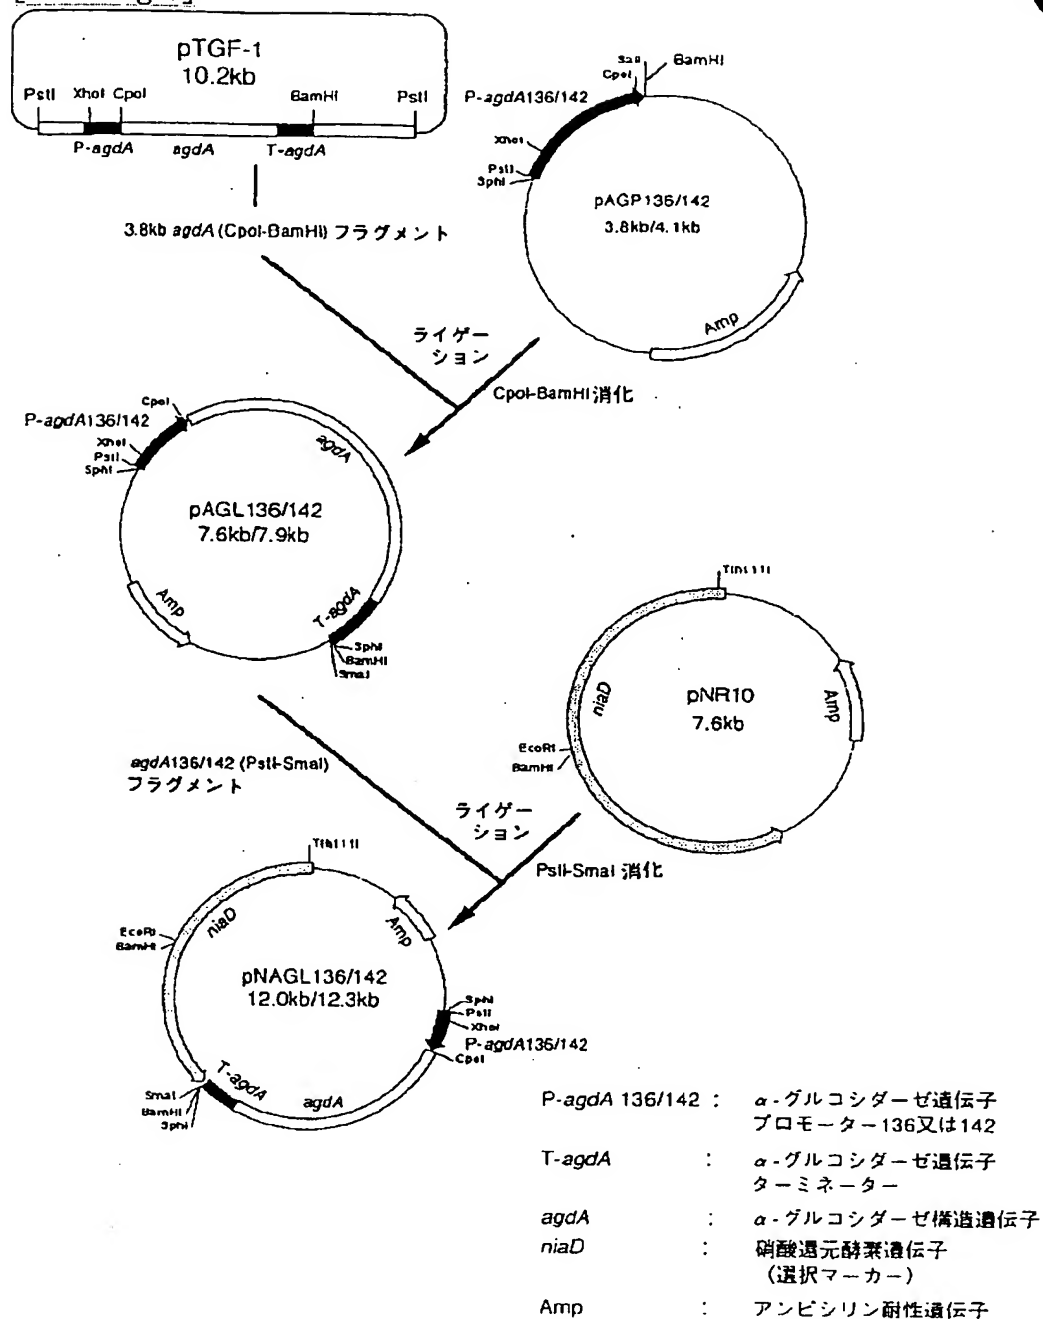 pTGF-1
10.2kb
PstI XhoI CpoI BamHI PstI
P-agdA agdA T-agdA
3.8kb agdA (CpoI-BamHI) フラグメント
SalI
BamHI
CpoI
P-agdA136/142
XhoI
PstI
SphI
pAGP136/142
3.8kb/4.1kb
Amp
ライゲー
ション
CpoI-BamHI 消化
CpoI
P-agdA136/142
XhoI
PstI
SphI
agdA
pAGL136/142
7.6kb/7.9kb
Amp
T-agdA
SphI
BamHI
SmaI
Tth111I
niaD
pNR10
7.6kb
Amp
EcoRI
BamHI
agdA136/142 (PstI-SmaI)
フラグメント
ライゲー
ション
PstI-SmaI 消化
Tth111I
niaD
Amp
EcoRI
BamHI
pNAGL136/142
12.0kb/12.3kb
SphI
PstI
XhoI
P-agdA136/142
CpoI
T-agdA
agdA
SmaI
BamHI
SphI
P-agdA 136/142 : α-グルコシダーゼ遺伝子
プロモーター136又は142
T-agdA : α-グルコシダーゼ遺伝子
ターミネーター
agdA : α-グルコシダーゼ構造遺伝子
niaD : 硝酸還元酵素遺伝子
(選択マーカー)
Amp : アンピシリン耐性遺伝子